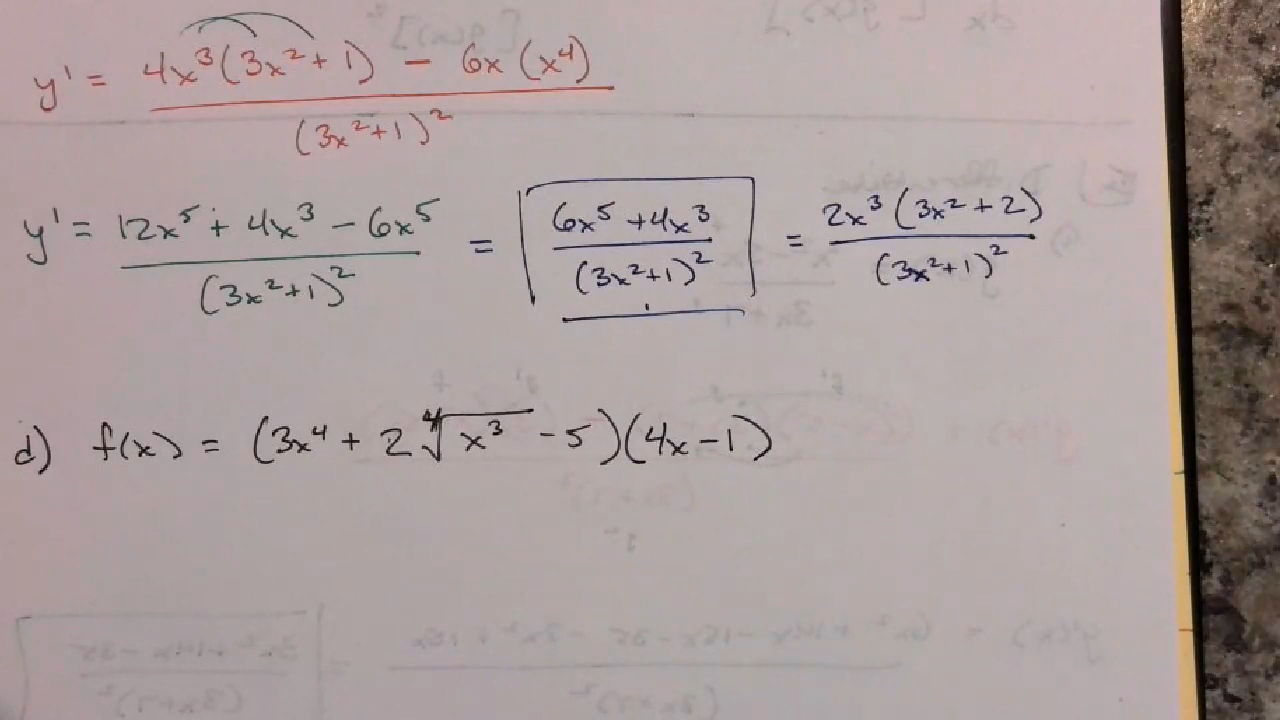 y' = 4x³(3x² + 1) - 6x(x⁴) / (3x²+1)²
y' = 12x⁵ + 4x³ - 6x⁵ / (3x²+1)² = 6x⁵ + 4x³ / (3x²+1)² = 2x³(3x² + 2) / (3x²+1)²
d) f(x) = (3x⁴ + 2∜x³ - 5)(4x - 1)